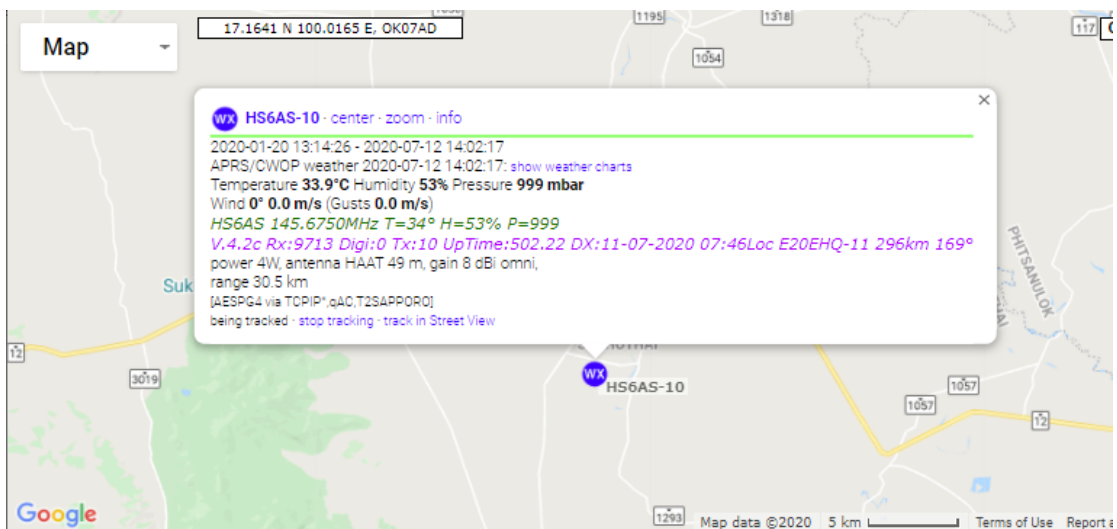 17.1641 N 100.0165 E, OK07AD
Map
1195
1318
117
1054
WX HS6AS-10 · center · zoom · info
2020-01-20 13:14:26 - 2020-07-12 14:02:17
APRS/CWOP weather 2020-07-12 14:02:17: show weather charts
Temperature 33.9°C Humidity 53% Pressure 999 mbar
Wind 0° 0.0 m/s (Gusts 0.0 m/s)
HS6AS 145.6750MHz T=34° H=53% P=999
V.4.2c Rx:9713 Digi:0 Tx:10 UpTime:502.22 DX:11-07-2020 07:46Loc E20EHQ-11 296km 169°
power 4W, antenna HAAT 49 m, gain 8 dBi omni,
range 30.5 km
[AESPG4 via TCPIP*,qAC,T2SAPPORO]
being tracked · stop tracking · track in Street View
Suk
PHITSANULOK
12
3019
WX
HS6AS-10
1057
1057
12
1293
Google
Map data ©2020 5 km Terms of Use Report a